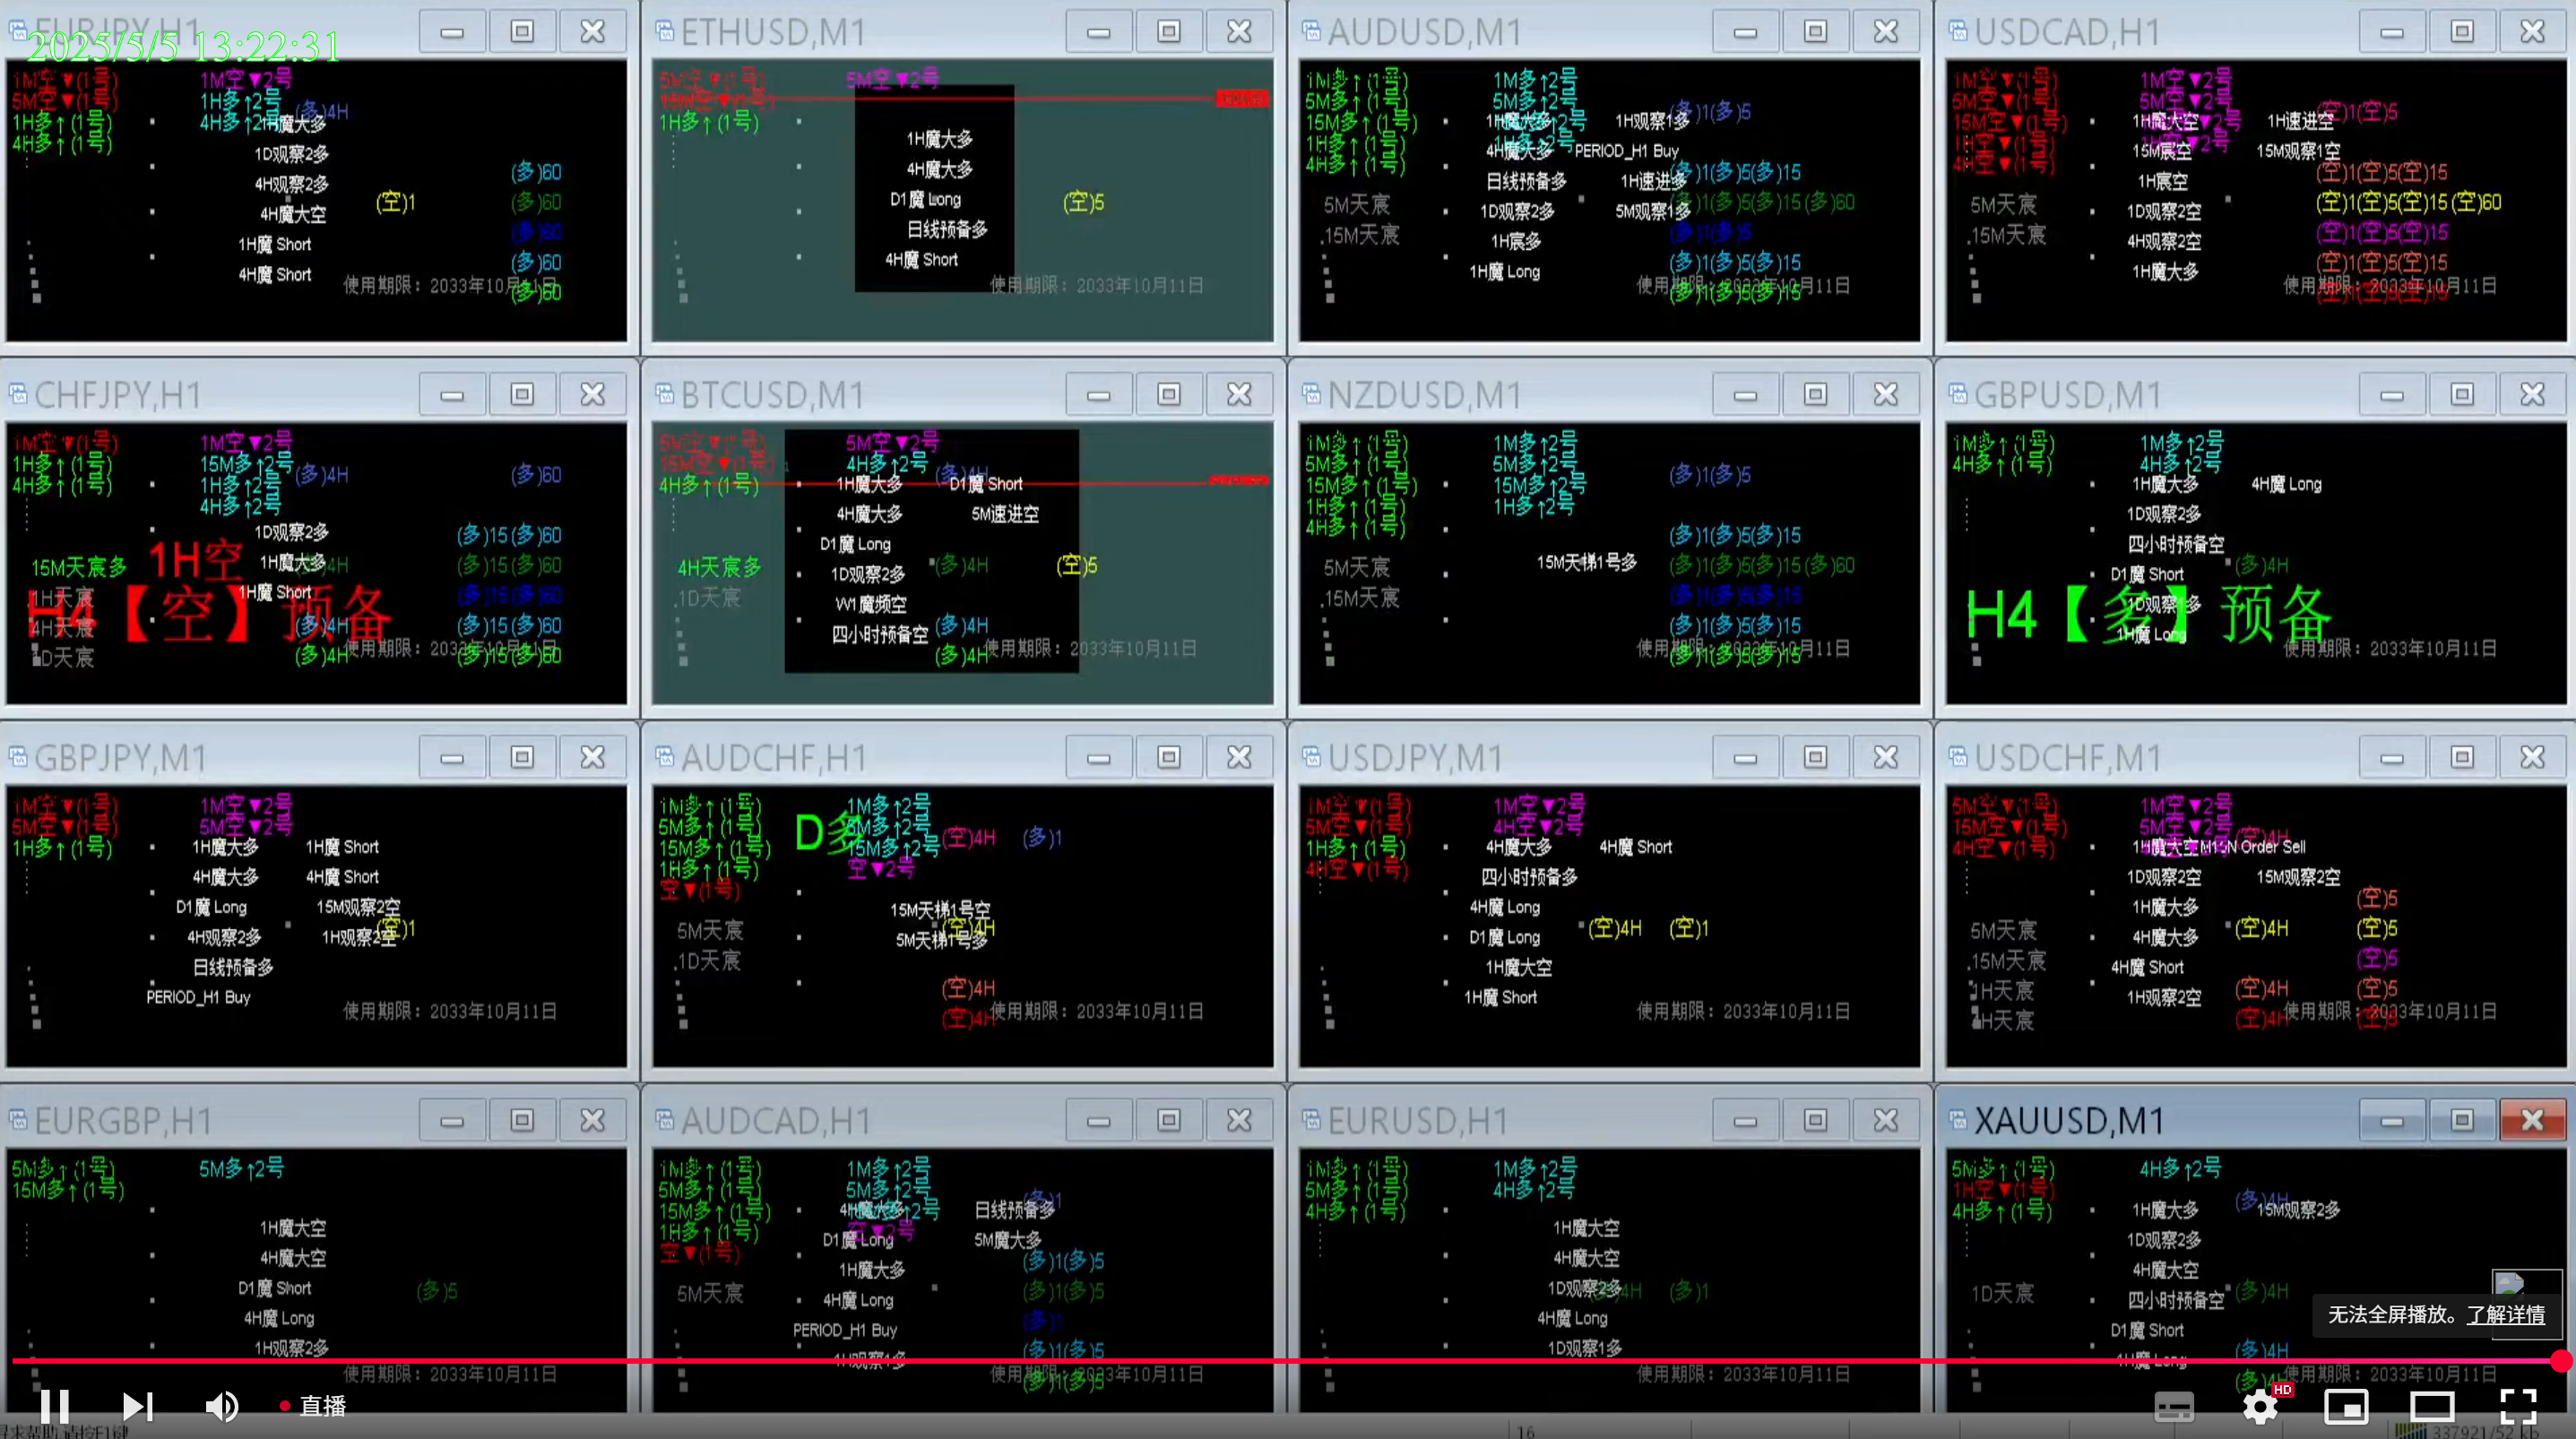 EURJPY,H1
2025/5/5 13:22:31
1M空▼(1号)
5M空▼(1号)
1H多↑(1号)
4H多↑(1号)
1M空▼2号
1H多↑2号
4H多↑2号
(多)4H
1H魔大多
1D观察2多
4H观察2多
4H魔大空
1H魔 Short
4H魔 Short
(空)1
(多)60
(多)60
(多)60
(多)60
(多)60
使用期限：2033年10月11日
ETHUSD,M1
5M空▼(1号)
15M空▼(1号)
1H多↑(1号)
5M空▼2号
1H魔大多
4H魔大多
D1魔 Long
日线预备多
4H魔 Short
(空)5
使用期限：2033年10月11日
AUDUSD,M1
1M多↑(1号)
5M多↑(1号)
15M多↑(1号)
1H多↑(1号)
4H多↑(1号)
1M多↑2号
5M多↑2号
1H魔大多
4H魔大多
日线预备多
1D观察2多
1H宸多
1H魔 Long
1H观察1多
PERIOD_H1 Buy
1H速进多
5M观察1多
(多)1(多)5
(多)1(多)5(多)15
(多)1(多)5(多)15(多)60
(多)1(多)5
(多)1(多)5(多)15
(多)1(多)5(多)15
5M天宸
15M天宸
使用期限：2033年10月11日
USDCAD,H1
1M空▼(1号)
5M空▼(1号)
15M空▼(1号)
1H空▼(1号)
4H空▼(1号)
1M空▼2号
5M空▼2号
1H魔大空
15M宸空
1H宸空
1D观察2空
4H观察2空
1H魔大多
1H速进空
15M观察1空
(空)1(空)5
(空)1(空)5(空)15
(空)1(空)5(空)15(空)60
(空)1(空)5(空)15
(空)1(空)5(空)15
(空)1(空)5(空)15
5M天宸
15M天宸
使用期限：2033年10月11日
CHFJPY,H1
1M空▼(1号)
1H多↑(1号)
4H多↑(1号)
1M空▼2号
15M多↑2号
1H多↑2号
4H多↑2号
(多)4H
(多)60
1D观察2多
1H魔大多
1H魔 Short
(多)15(多)60
(多)15(多)60
(多)15(多)60
(多)15(多)60
(多)15(多)60
(多)4H
(多)4H
15M天宸多
1H空
1H天宸
4H天宸
1D天宸
H4【空】预备
使用期限：2033年10月11日
BTCUSD,M1
5M空▼(1号)
15M空▼(1号)
4H多↑(1号)
5M空▼2号
4H多↑2号
(多)4H
1H魔大多
4H魔大多
D1魔 Long
1D观察2多
W1魔频空
四小时预备空
D1魔 Short
5M速进空
(多)4H
(空)5
(多)4H
(多)4H
4H天宸多
1D天宸
使用期限：2033年10月11日
NZDUSD,M1
1M多↑(1号)
5M多↑(1号)
15M多↑(1号)
1H多↑(1号)
4H多↑(1号)
1M多↑2号
5M多↑2号
15M多↑2号
1H多↑2号
(多)1(多)5
(多)1(多)5(多)15
(多)1(多)5(多)15(多)60
(多)1(多)5(多)15
(多)1(多)5(多)15
(多)1(多)5(多)15
15M天梯1号多
5M天宸
15M天宸
使用期限：2033年10月11日
GBPUSD,M1
1M多↑(1号)
4H多↑(1号)
1M多↑2号
4H多↑2号
1H魔大多
1D观察2多
四小时预备空
D1魔 Short
1D观察1多
1H魔 Long
4H魔 Long
(多)4H
H4【多】预备
使用期限：2033年10月11日
GBPJPY,M1
1M空▼(1号)
5M空▼(1号)
1H多↑(1号)
1M空▼2号
5M空▼2号
1H魔大多
4H魔大多
D1魔 Long
4H观察2多
日线预备多
PERIOD_H1 Buy
1H魔 Short
4H魔 Short
15M观察2空
1H观察2空
(空)1
使用期限：2033年10月11日
AUDCHF,H1
1M多↑(1号)
5M多↑(1号)
15M多↑(1号)
1H多↑(1号)
空▼(1号)
D多
1M多↑2号
5M多↑2号
15M多↑2号
空▼2号
(空)4H
(多)1
15M天梯1号空
5M天梯1号多
(空)4H
(空)4H
(空)4H
5M天宸
1D天宸
使用期限：2033年10月11日
USDJPY,M1
1M空▼(1号)
5M空▼(1号)
1H多↑(1号)
4H空▼(1号)
1M空▼2号
4H空▼2号
4H魔大多
四小时预备多
4H魔 Long
D1魔 Long
1H魔大空
1H魔 Short
4H魔 Short
(空)4H
(空)1
使用期限：2033年10月11日
USDCHF,M1
5M空▼(1号)
15M空▼(1号)
4H空▼(1号)
1M空▼2号
5M空▼2号
(空)4H
1H魔大空
Order Sell
1D观察2空
1H魔大多
4H魔大多
4H魔 Short
1H观察2空
15M观察2空
(空)5
(空)4H
(空)5
(空)5
(空)4H
(空)5
(空)4H
(空)5
5M天宸
15M天宸
1H天宸
4H天宸
使用期限：2033年10月11日
EURGBP,H1
5M多↑(1号)
15M多↑(1号)
5M多↑2号
1H魔大空
4H魔大空
D1魔 Short
4H魔 Long
1H观察2多
(多)5
使用期限：2033年10月11日
AUDCAD,H1
1M多↑(1号)
5M多↑(1号)
15M多↑(1号)
1H多↑(1号)
空▼(1号)
1M多↑2号
5M多↑2号
空▼2号
4H魔大多
D1魔 Long
1H魔大多
4H魔 Long
PERIOD_H1 Buy
1H观察1多
日线预备多
5M魔大多
(多)1
(多)1(多)5
(多)1(多)5
(多)1
(多)1(多)5
(多)1(多)5
5M天宸
使用期限：2033年10月11日
EURUSD,H1
1M多↑(1号)
5M多↑(1号)
4H多↑(1号)
1M多↑2号
4H多↑2号
1H魔大空
4H魔大空
1D观察2多
4H魔 Long
1D观察1多
(多)4H
(多)1
使用期限：2033年10月11日
XAUUSD,M1
5M多↑(1号)
1H空▼(1号)
4H多↑(1号)
4H多↑2号
1H魔大多
1D观察2多
4H魔大空
四小时预备空
D1魔 Short
1H魔 Long
(多)4H
15M观察2多
(多)4H
(多)4H
(多)4H
1D天宸
使用期限：2033年10月11日
无法全屏播放。了解详情
直播
HD
16